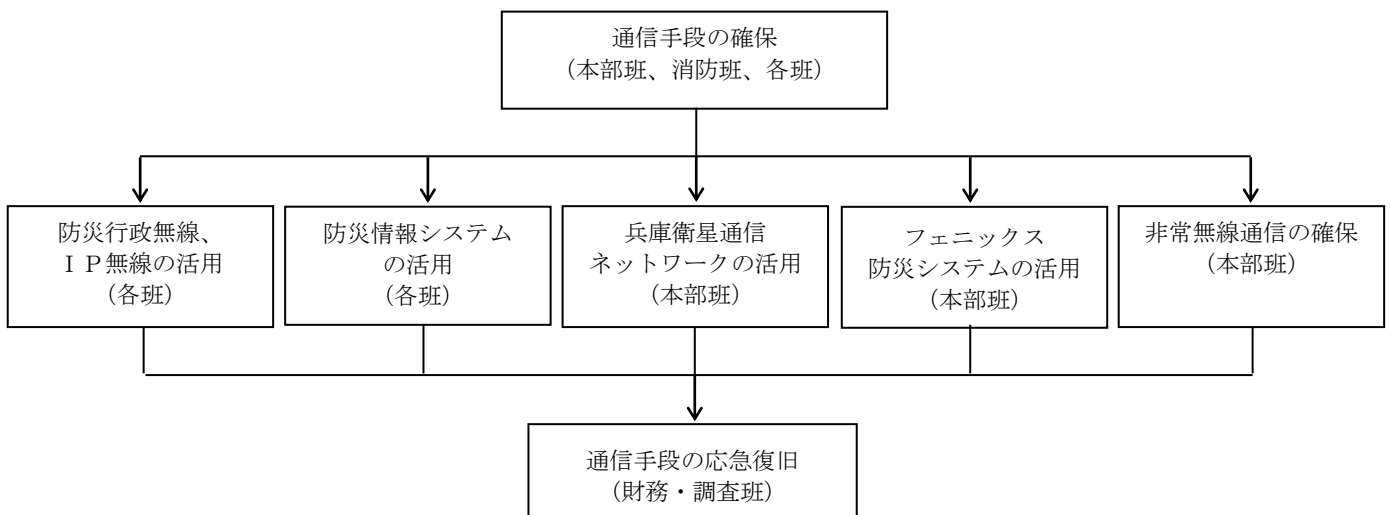 通信手段の確保
(本部班、消防班、各班)
防災行政無線、
ＩＰ無線の活用
(各班)
防災情報システム
の活用
(各班)
兵庫衛星通信
ネットワークの活用
(本部班)
フェニックス
防災システムの活用
(本部班)
非常無線通信の確保
(本部班)
通信手段の応急復旧
(財務・調査班)